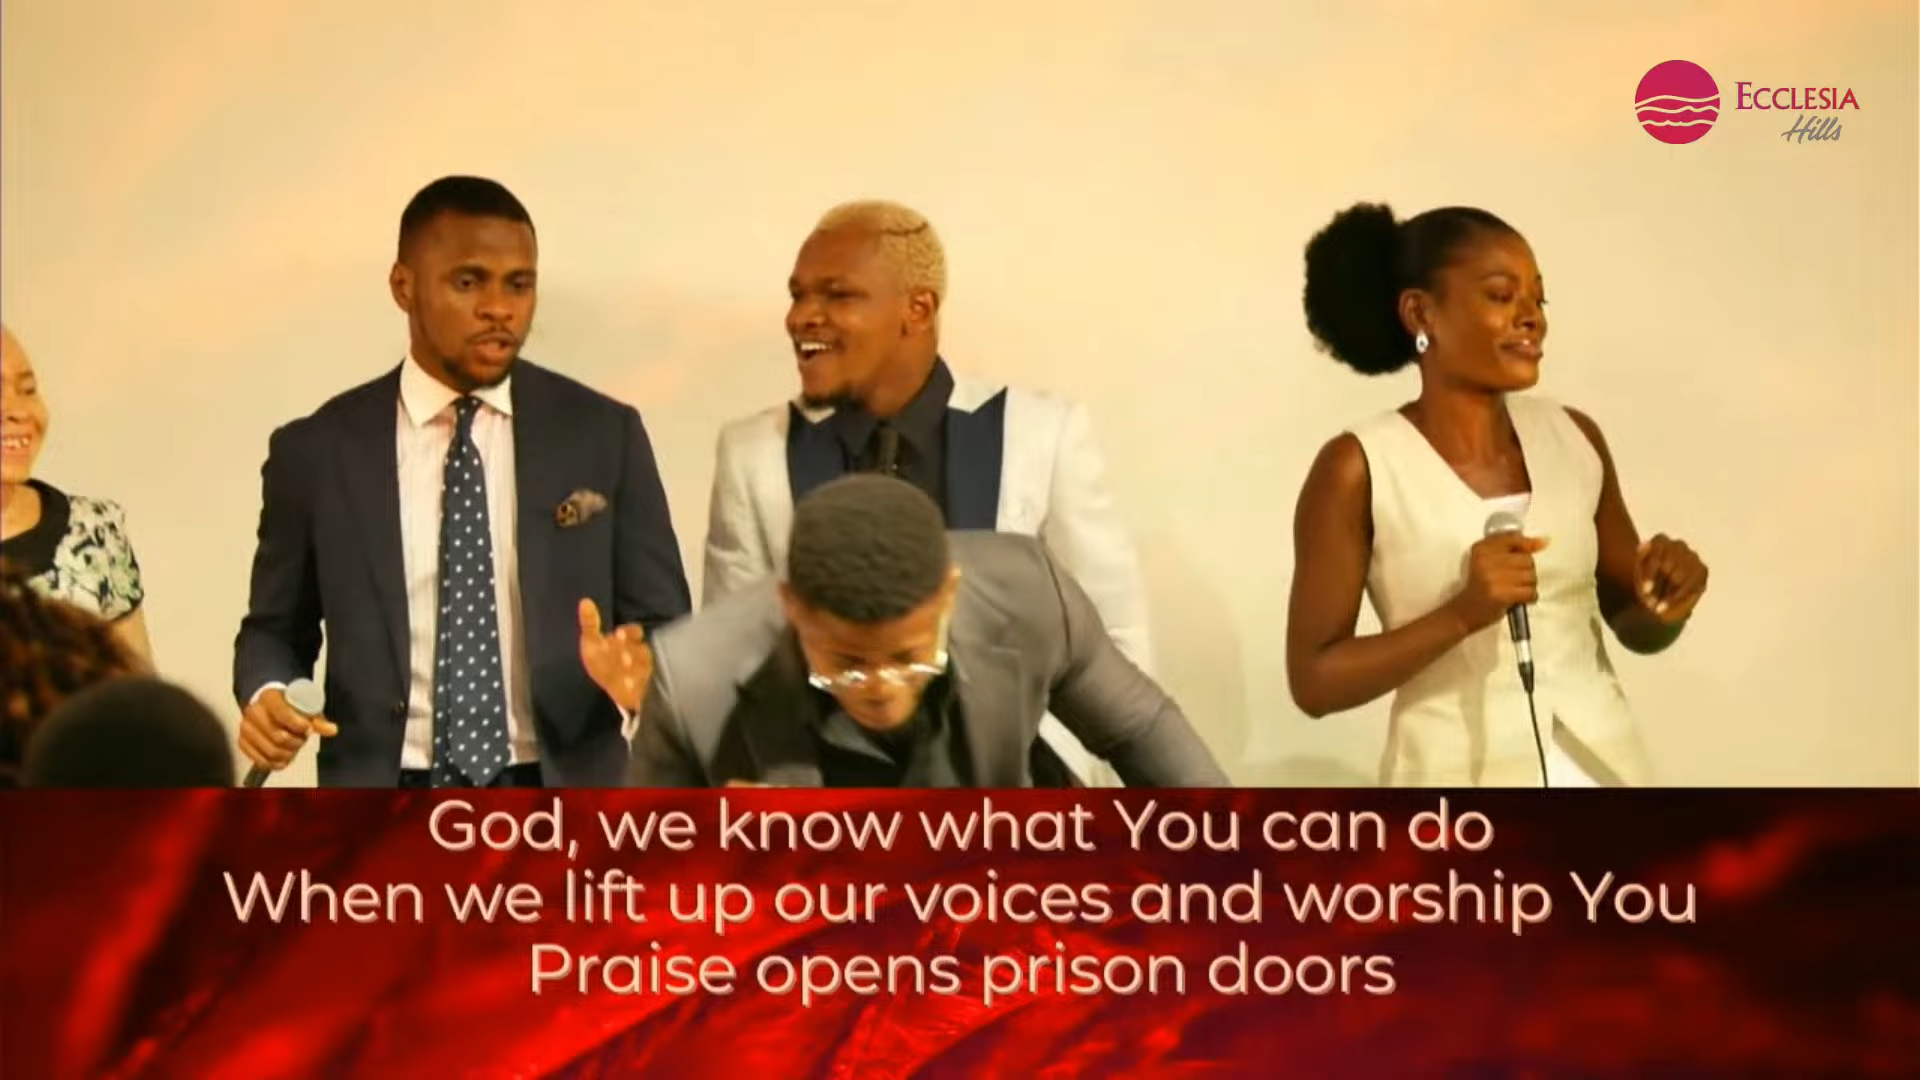 ECCLESIA
Hills
God, we know what You can do
When we lift up our voices and worship You
Praise opens prison doors